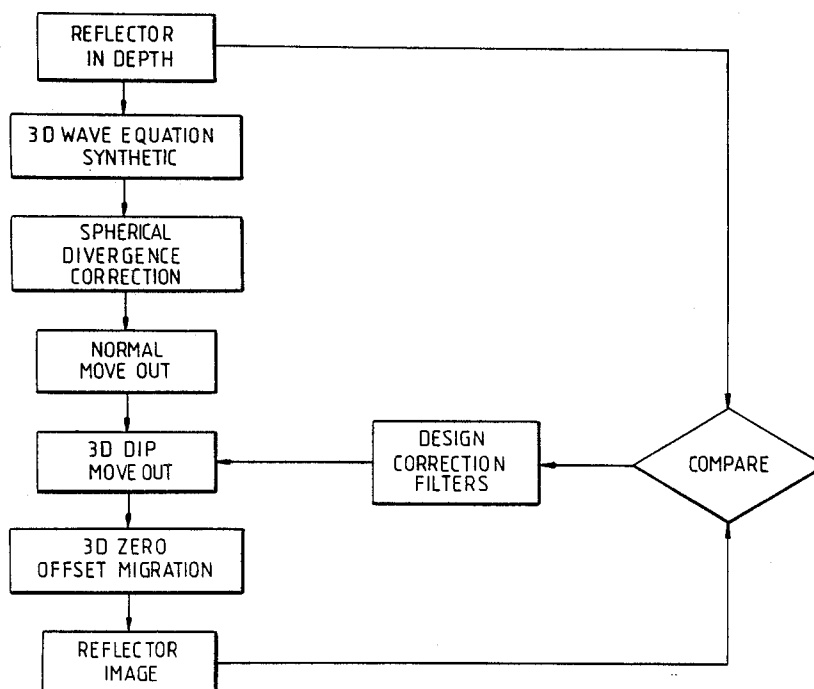 REFLECTOR
IN DEPTH
3D WAVE EQUATION
SYNTHETIC
SPHERICAL
DIVERGENCE
CORRECTION
NORMAL
MOVE OUT
3D DIP
MOVE OUT
DESIGN
CORRECTION
FILTERS
COMPARE
3D ZERO
OFFSET MIGRATION
REFLECTOR
IMAGE